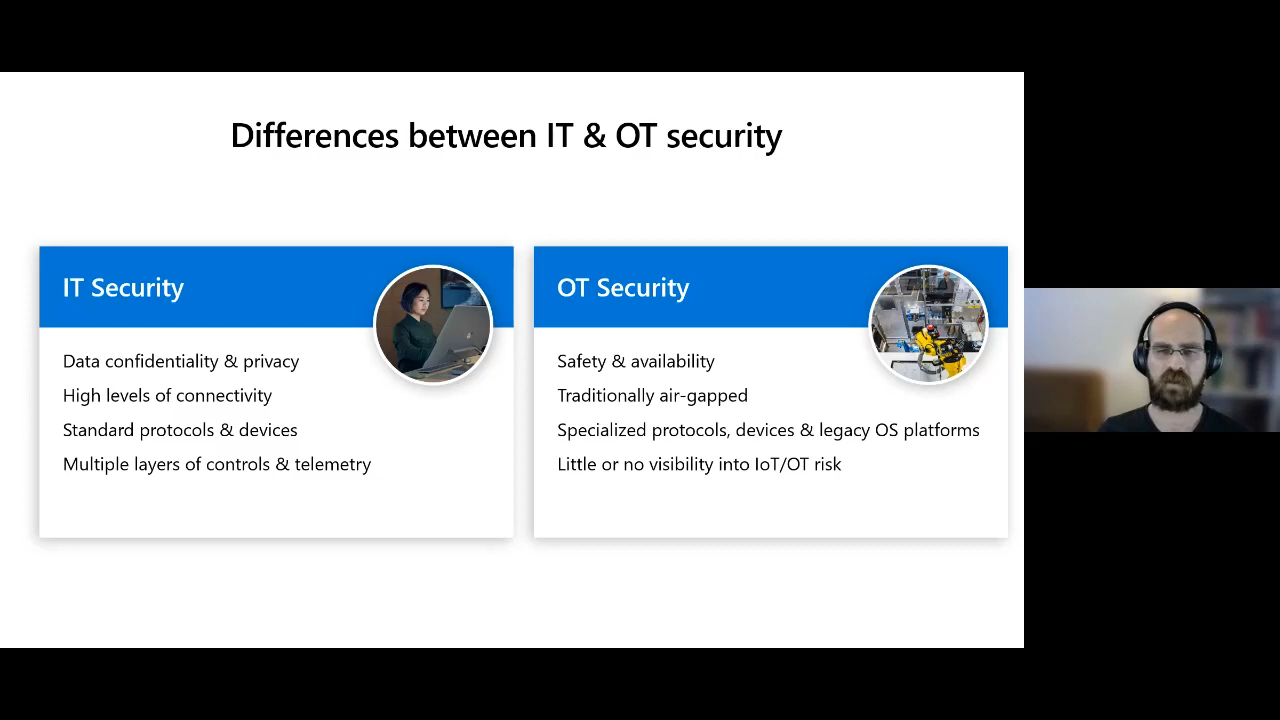 Differences between IT & OT security
IT Security
Data confidentiality & privacy
High levels of connectivity
Standard protocols & devices
Multiple layers of controls & telemetry
OT Security
Safety & availability
Traditionally air-gapped
Specialized protocols, devices & legacy OS platforms
Little or no visibility into IoT/OT risk